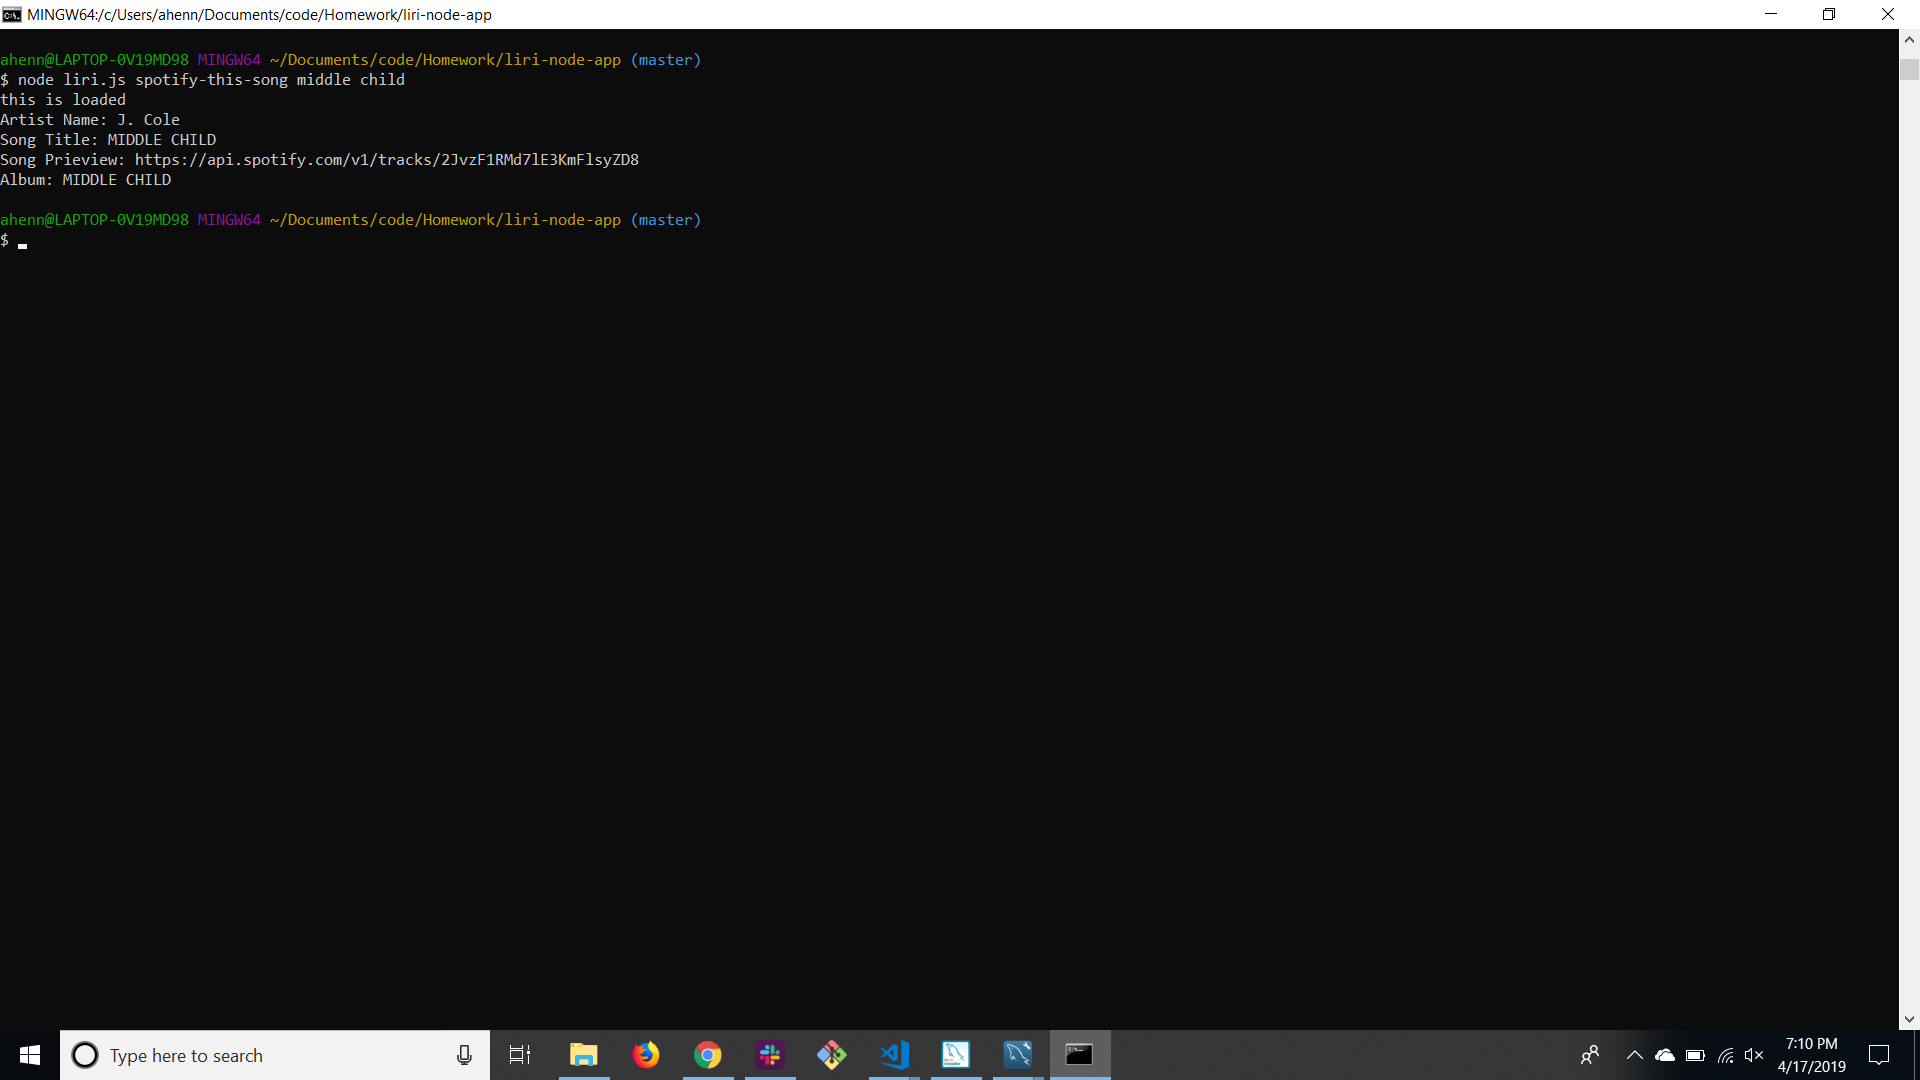 MINGW64:/c/Users/ahenn/Documents/code/Homework/liri-node-app
ahenn@LAPTOP-0V19MD98 MINGW64 ~/Documents/code/Homework/liri-node-app (master)
$ node liri.js spotify-this-song middle child
this is loaded
Artist Name: J. Cole
Song Title: MIDDLE CHILD
Song Prieview: https://api.spotify.com/v1/tracks/2JvzF1RMd7lE3KmFlsyZD8
Album: MIDDLE CHILD
ahenn@LAPTOP-0V19MD98 MINGW64 ~/Documents/code/Homework/liri-node-app (master)
$
Type here to search
7:10 PM
4/17/2019